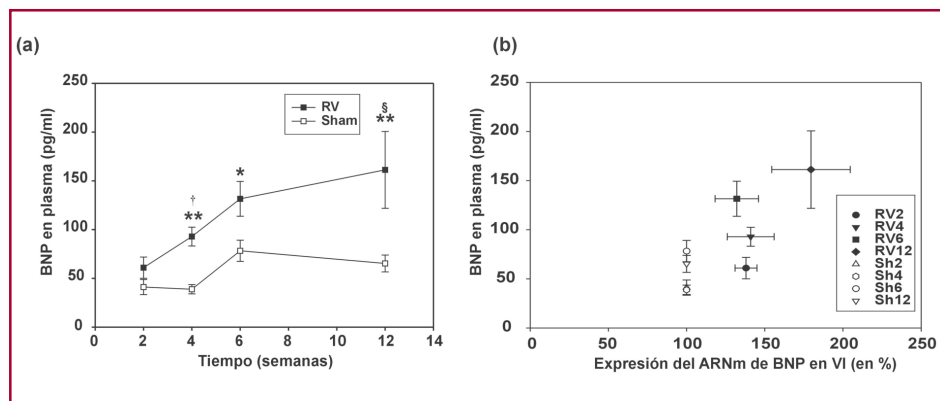 (a)
BNP en plasma (pg/ml)
250
200
150
100
50
0
RV
Sham
†
**
*
§
**
0 2 4 6 8 10 12 14
Tiempo (semanas)
(b)
BNP en plasma (pg/ml)
250
200
150
100
50
0
RV2
RV4
RV6
RV12
Sh2
Sh4
Sh6
Sh12
0 50 100 150 200 250
Expresión del ARNm de BNP en VI (en %)